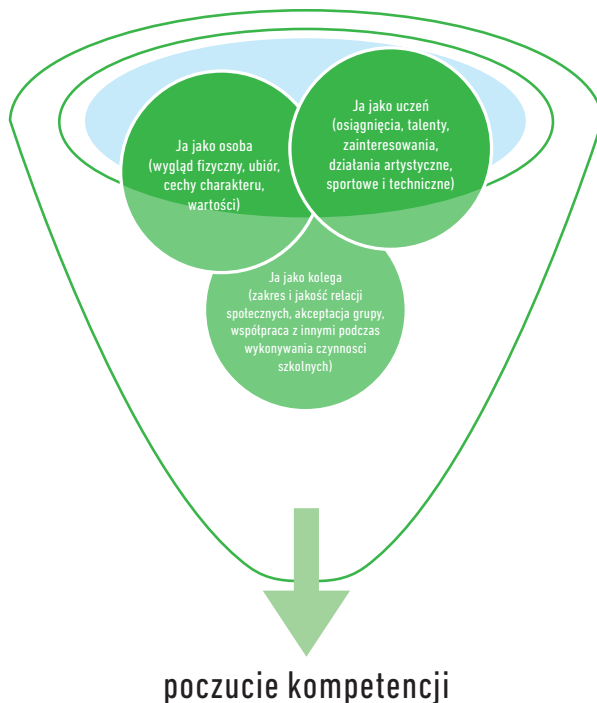 Ja jako osoba
(wygląd fizyczny, ubiór,
cechy charakteru,
wartości)
Ja jako uczeń
(osiągnięcia, talenty,
zainteresowania,
działania artystyczne,
sportowe i techniczne)
Ja jako kolega
(zakres i jakość relacji
społecznych, akceptacja grupy,
współpraca z innymi podczas
wykonywania czynnosci
szkolnych)
poczucie kompetencji